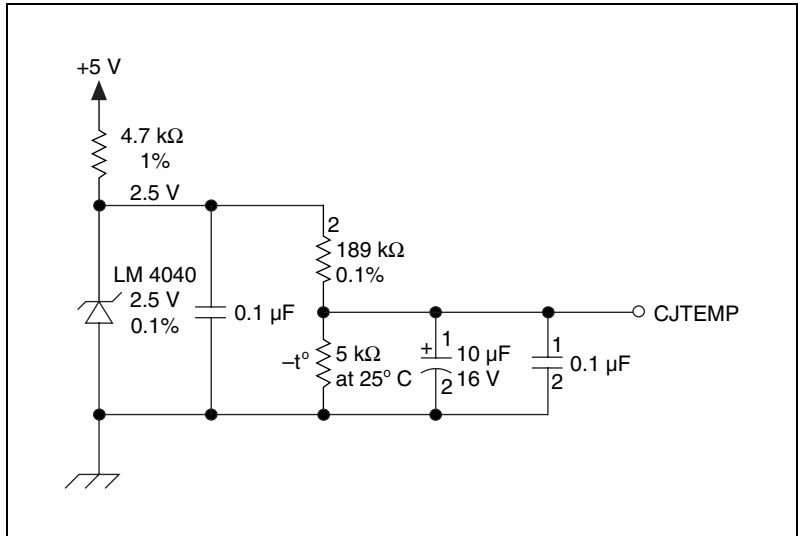 +5 V
4.7 kΩ
1%
2.5 V
2
189 kΩ
0.1%
LM 4040
2.5 V
0.1%
0.1 µF
CJTEMP
–t°
5 kΩ
at 25° C
+
1
10 µF
16 V
2
1
0.1 µF
2